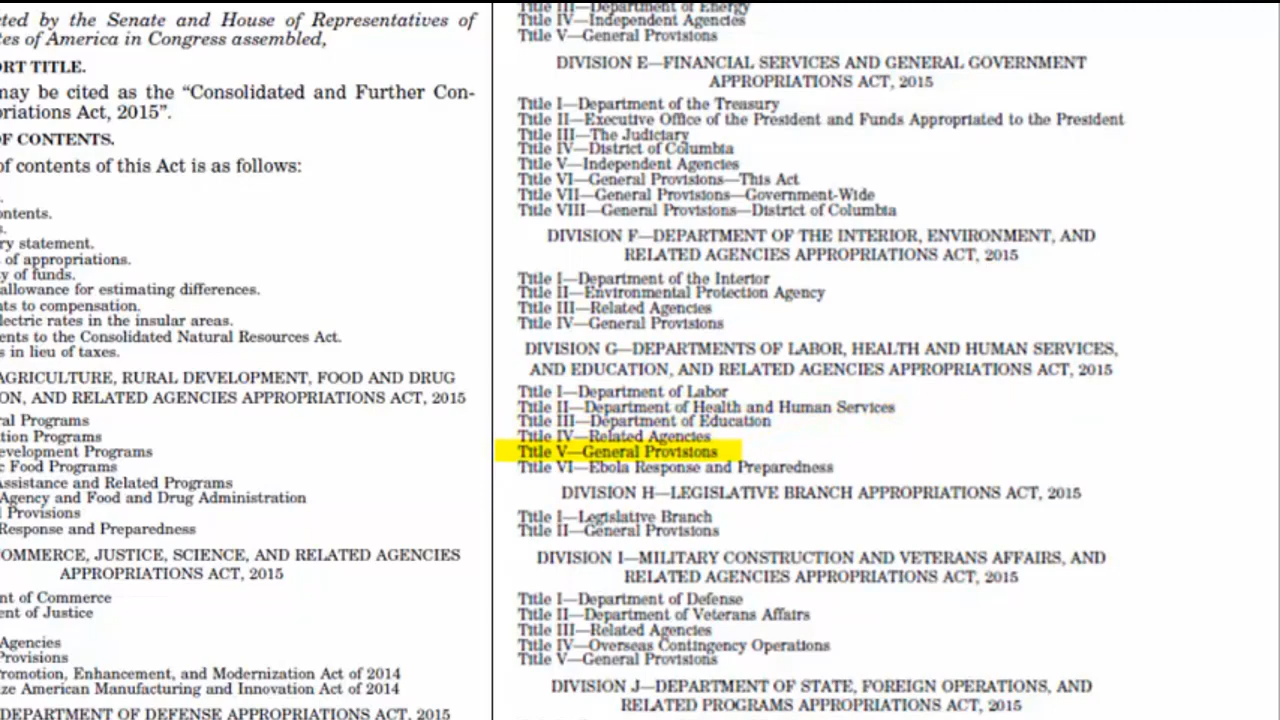 ted by the Senate and House of Representatives of
tes of America in Congress assembled,
ORT TITLE.
may be cited as the “Consolidated and Further Con-
priations Act, 2015”.
OF CONTENTS.
of contents of this Act is as follows:
ontents.
s.
ry statement.
of appropriations.
y of funds.
allowance for estimating differences.
nts to compensation.
lectric rates in the insular areas.
ents to the Consolidated Natural Resources Act.
s in lieu of taxes.
AGRICULTURE, RURAL DEVELOPMENT, FOOD AND DRUG
ON, AND RELATED AGENCIES APPROPRIATIONS ACT, 2015
ral Programs
tion Programs
evelopment Programs
c Food Programs
Assistance and Related Programs
Agency and Food and Drug Administration
l Provisions
Response and Preparedness
OMMERCE, JUSTICE, SCIENCE, AND RELATED AGENCIES
APPROPRIATIONS ACT, 2015
nt of Commerce
ent of Justice
Agencies
Provisions
romotion, Enhancement, and Modernization Act of 2014
ize American Manufacturing and Innovation Act of 2014
DEPARTMENT OF DEFENSE APPROPRIATIONS ACT, 2015
Title III—Department of Energy
Title IV—Independent Agencies
Title V—General Provisions
DIVISION E—FINANCIAL SERVICES AND GENERAL GOVERNMENT
APPROPRIATIONS ACT, 2015
Title I—Department of the Treasury
Title II—Executive Office of the President and Funds Appropriated to the President
Title III—The Judiciary
Title IV—District of Columbia
Title V—Independent Agencies
Title VI—General Provisions—This Act
Title VII—General Provisions—Government-Wide
Title VIII—General Provisions—District of Columbia
DIVISION F—DEPARTMENT OF THE INTERIOR, ENVIRONMENT, AND
RELATED AGENCIES APPROPRIATIONS ACT, 2015
Title I—Department of the Interior
Title II—Environmental Protection Agency
Title III—Related Agencies
Title IV—General Provisions
DIVISION G—DEPARTMENTS OF LABOR, HEALTH AND HUMAN SERVICES,
AND EDUCATION, AND RELATED AGENCIES APPROPRIATIONS ACT, 2015
Title I—Department of Labor
Title II—Department of Health and Human Services
Title III—Department of Education
Title IV—Related Agencies
Title V—General Provisions
Title VI—Ebola Response and Preparedness
DIVISION H—LEGISLATIVE BRANCH APPROPRIATIONS ACT, 2015
Title I—Legislative Branch
Title II—General Provisions
DIVISION I—MILITARY CONSTRUCTION AND VETERANS AFFAIRS, AND
RELATED AGENCIES APPROPRIATIONS ACT, 2015
Title I—Department of Defense
Title II—Department of Veterans Affairs
Title III—Related Agencies
Title IV—Overseas Contingency Operations
Title V—General Provisions
DIVISION J—DEPARTMENT OF STATE, FOREIGN OPERATIONS, AND
RELATED PROGRAMS APPROPRIATIONS ACT, 2015